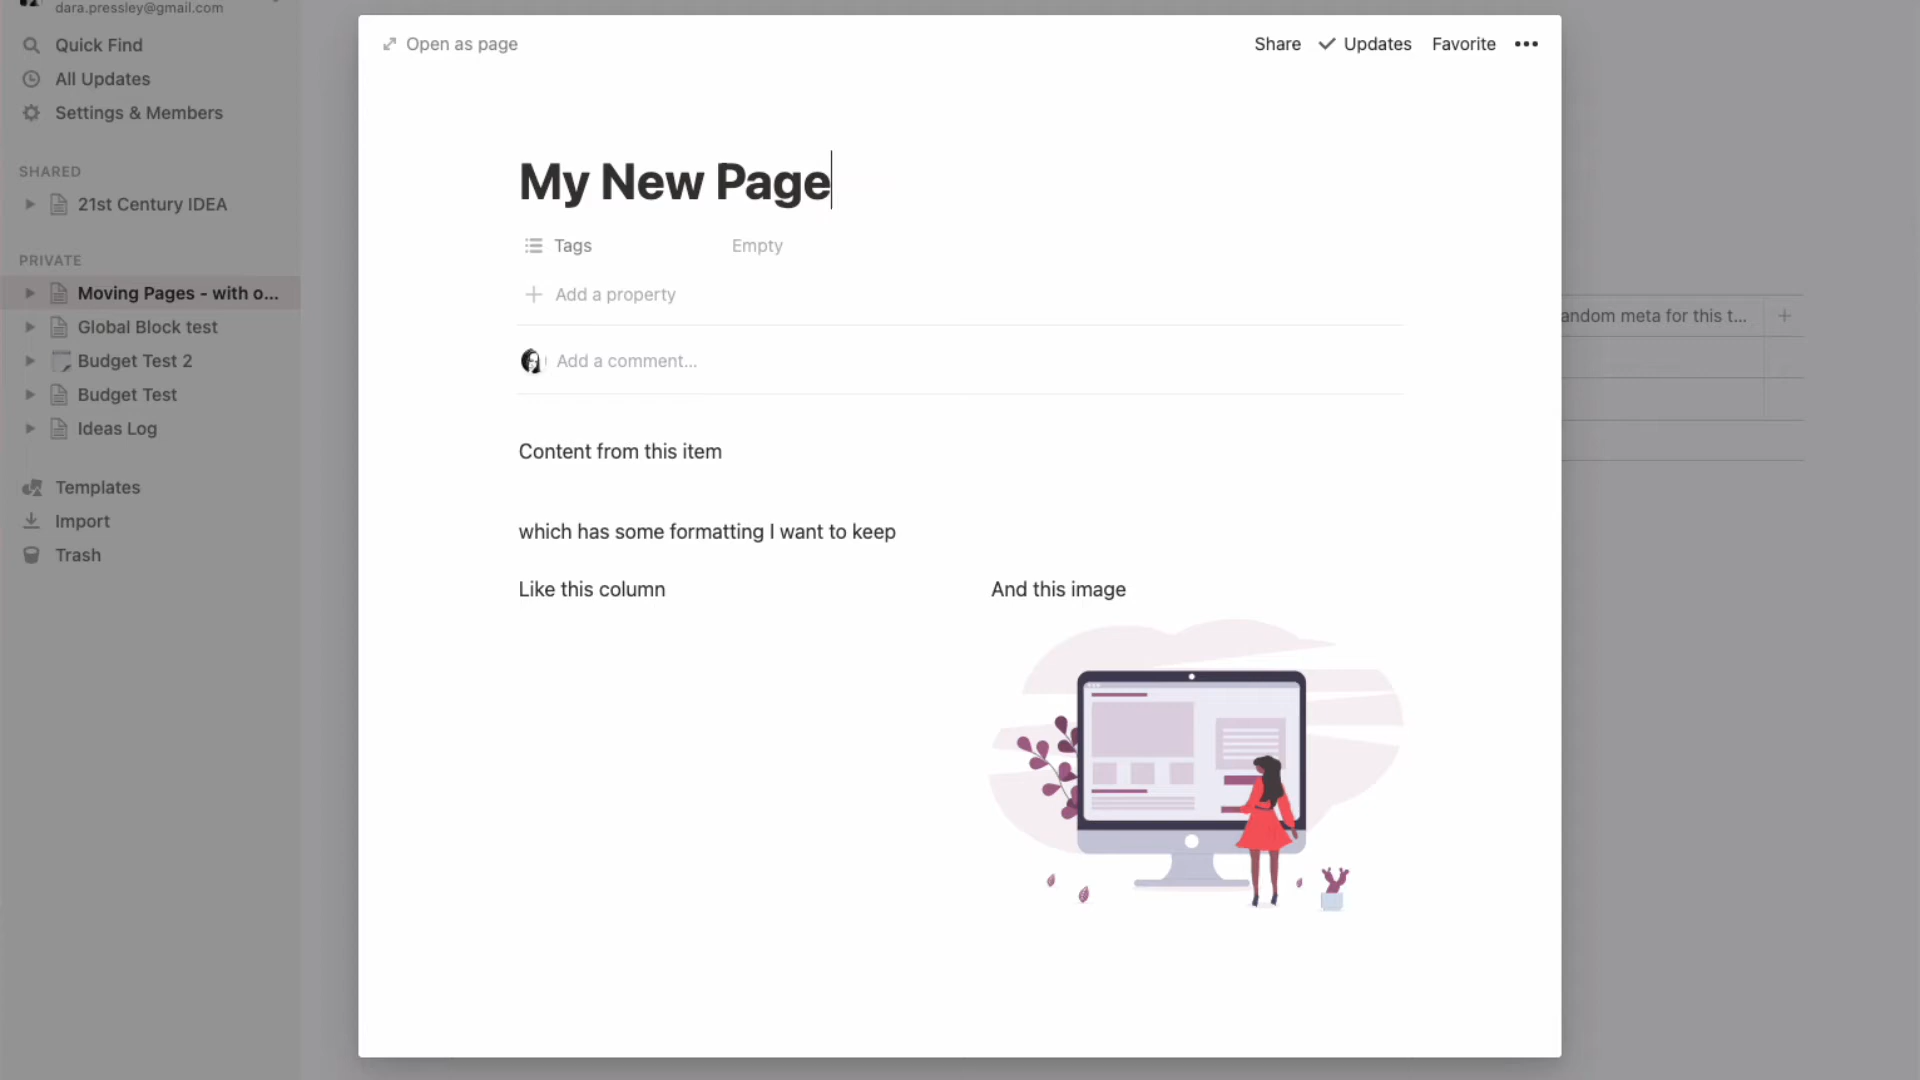 dara.pressley@gmail.com
Quick Find
All Updates
Settings & Members
SHARED
21st Century IDEA
PRIVATE
Moving Pages - with o...
Global Block test
Budget Test 2
Budget Test
Ideas Log
Templates
Import
Trash
Open as page
Share
Updates
Favorite
My New Page
Tags
Empty
Add a property
Add a comment...
Content from this item
which has some formatting I want to keep
Like this column
And this image
andom meta for this t...